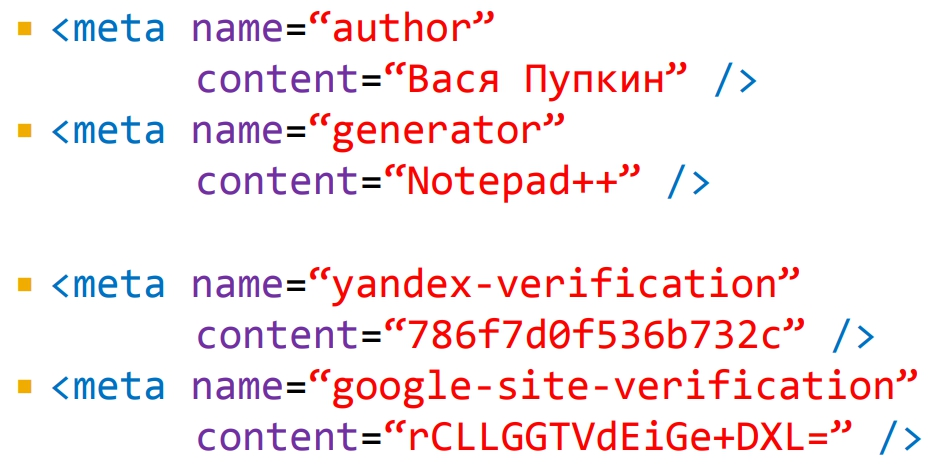 ▪ <meta name=“author”
content=“Вася Пупкин” />
▪ <meta name=“generator”
content=“Notepad++” />
▪ <meta name=“yandex-verification”
content=“786f7d0f536b732c” />
▪ <meta name=“google-site-verification”
content=“rCLLGGTVdEiGe+DXL=” />